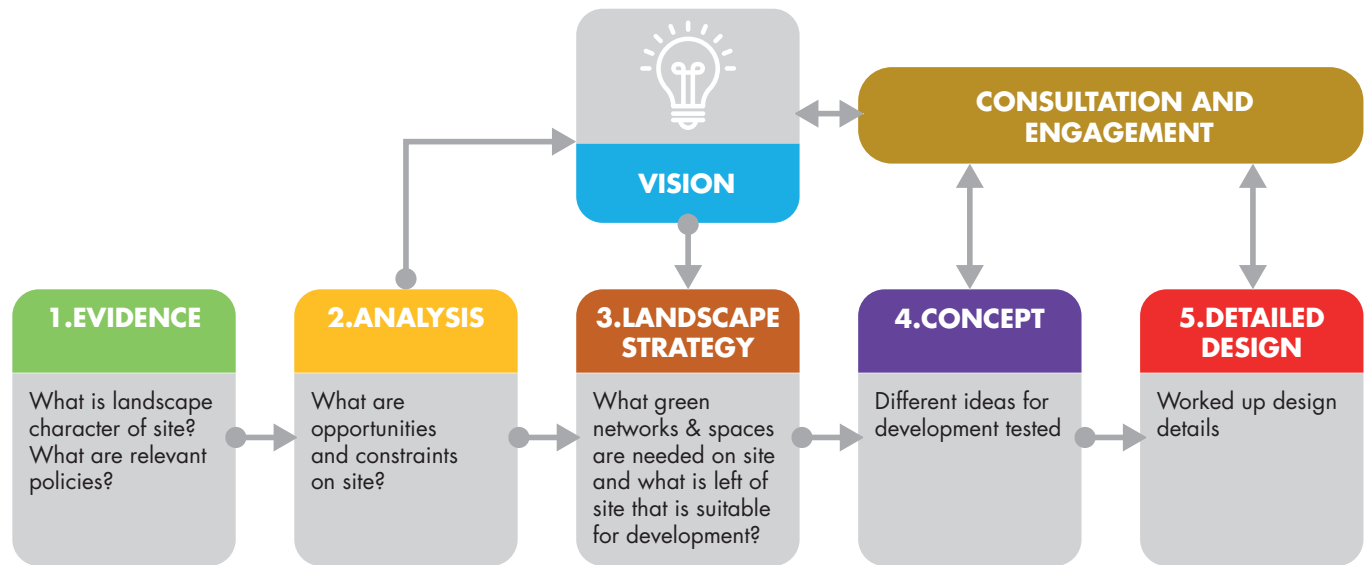 VISION
CONSULTATION AND
ENGAGEMENT
1.EVIDENCE
What is landscape
character of site?
What are relevant
policies?
2.ANALYSIS
What are
opportunities
and constraints
on site?
3.LANDSCAPE
STRATEGY
What green
networks & spaces
are needed on site
and what is left of
site that is suitable
for development?
4.CONCEPT
Different ideas for
development tested
5.DETAILED
DESIGN
Worked up design
details